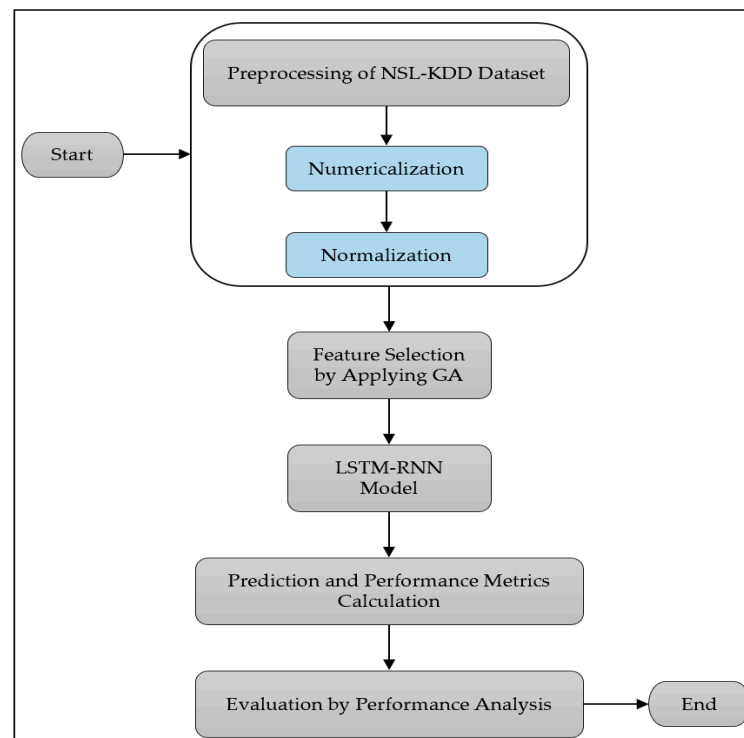 Start
Preprocessing of NSL-KDD Dataset
Numericalization
Normalization
Feature Selection
by Applying GA
LSTM-RNN
Model
Prediction and Performance Metrics
Calculation
Evaluation by Performance Analysis
End